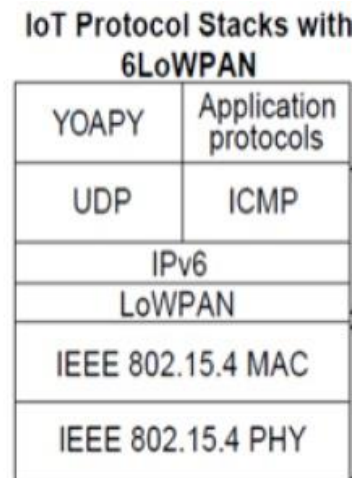 IoT Protocol Stacks with
6LoWPAN
YOAPY
Application
protocols
UDP
ICMP
IPv6
LoWPAN
IEEE 802.15.4 MAC
IEEE 802.15.4 PHY